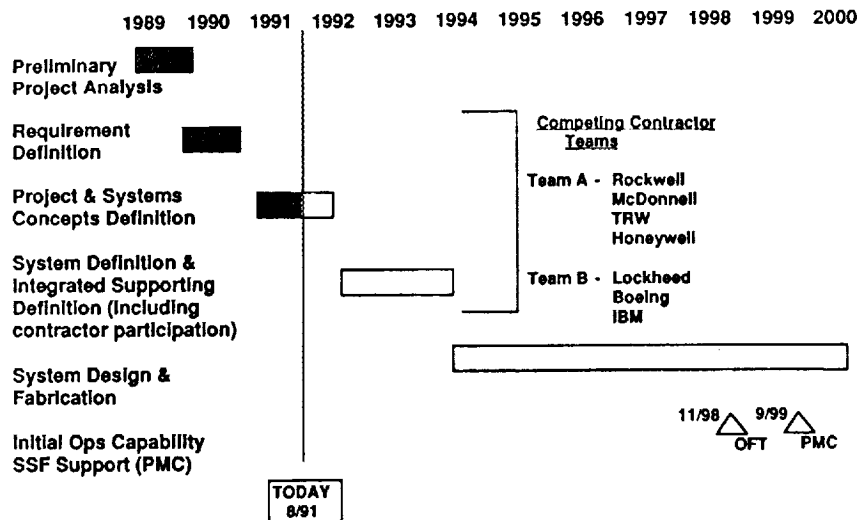 1989 1990 1991 1992 1993 1994 1995 1996 1997 1998 1999 2000
Preliminary
Project Analysis
Requirement
Definition
Project & Systems
Concepts Definition
System Definition &
Integrated Supporting
Definition (Including
contractor participation)
System Design &
Fabrication
Initial Ops Capability
SSF Support (PMC)
Competing Contractor
Teams
Team A - Rockwell
McDonnell
TRW
Honeywell
Team B - Lockheed
Boeing
IBM
11/98
OFT
9/99
PMC
TODAY
8/91